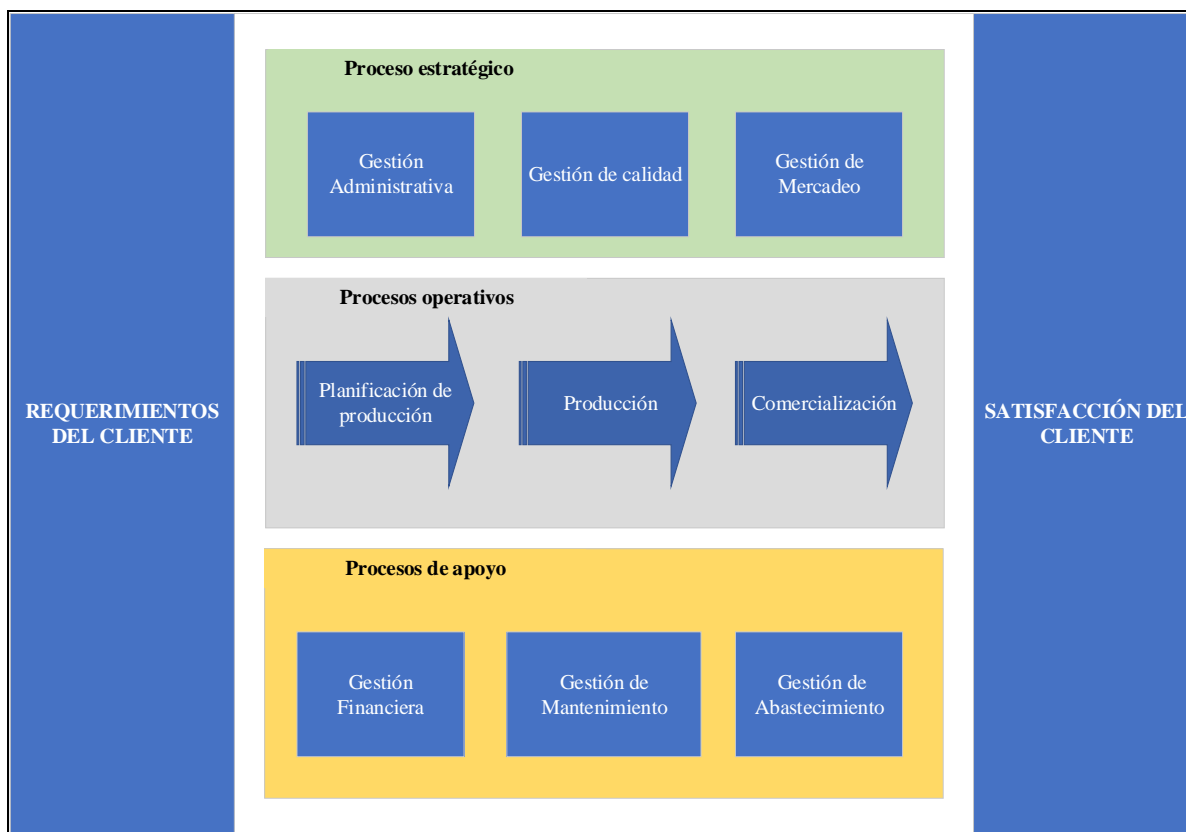 Proceso estratégico
Gestión
Administrativa
Gestión de calidad
Gestión de
Mercadeo
Procesos operativos
REQUERIMIENTOS
DEL CLIENTE
Planificación de
producción
Producción
Comercialización
SATISFACCIÓN DEL
CLIENTE
Procesos de apoyo
Gestión
Financiera
Gestión de
Mantenimiento
Gestión de
Abastecimiento